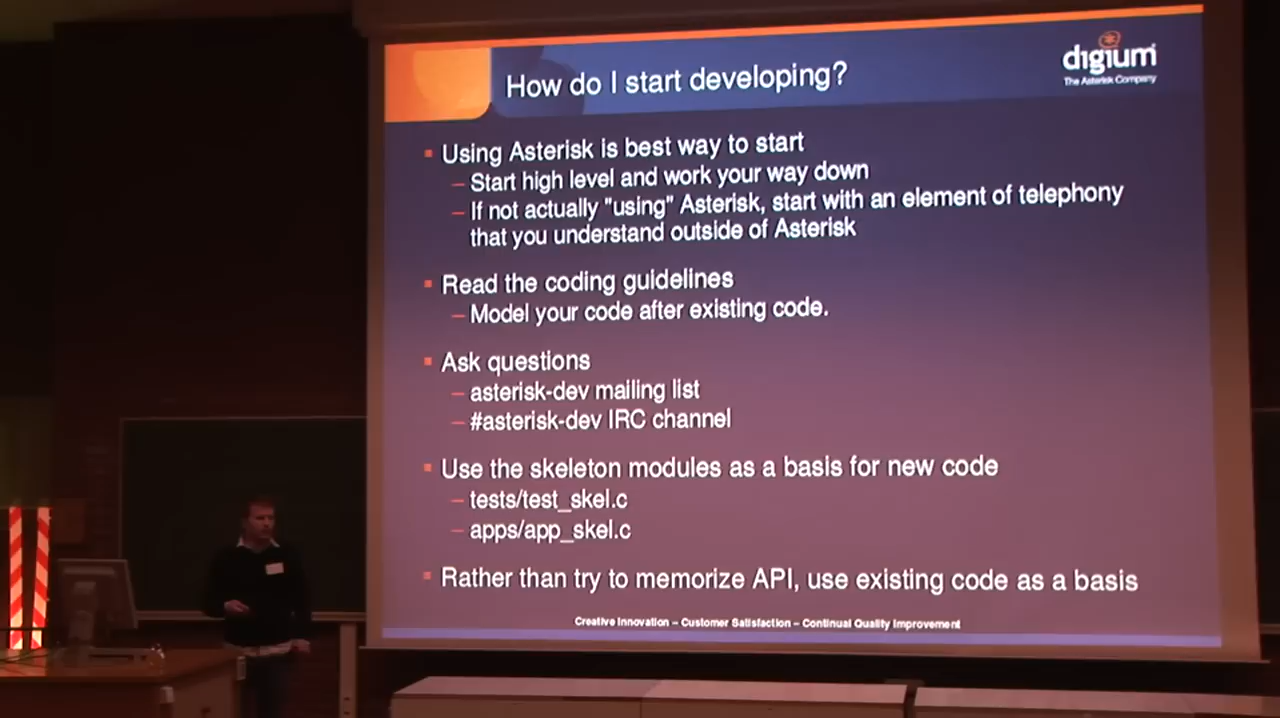 How do I start developing?
digium
The Asterisk Company
Using Asterisk is best way to start
– Start high level and work your way down
– If not actually "using" Asterisk, start with an element of telephony
that you understand outside of Asterisk
Read the coding guidelines
– Model your code after existing code.
Ask questions
– asterisk-dev mailing list
– #asterisk-dev IRC channel
Use the skeleton modules as a basis for new code
– tests/test_skel.c
– apps/app_skel.c
Rather than try to memorize API, use existing code as a basis
Creative Innovation – Customer Satisfaction – Continual Quality Improvement